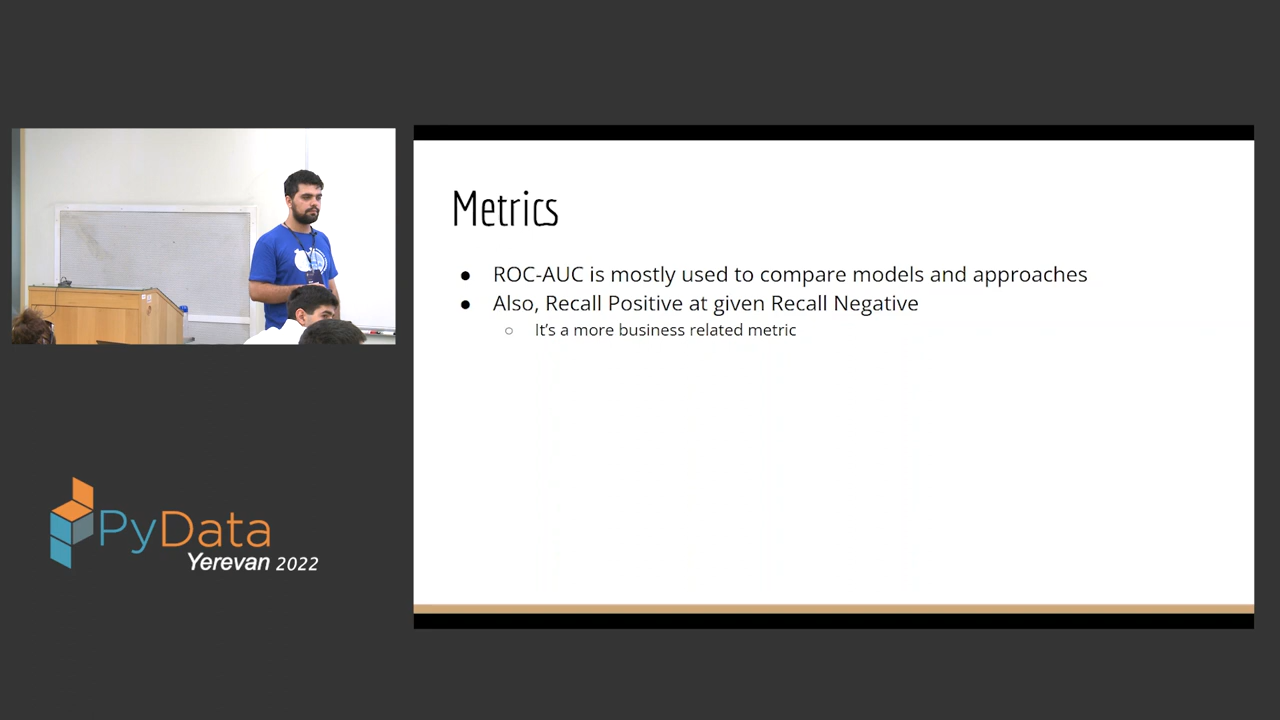 Metrics
● ROC-AUC is mostly used to compare models and approaches
● Also, Recall Positive at given Recall Negative
○ It's a more business related metric
PyData
Yerevan 2022